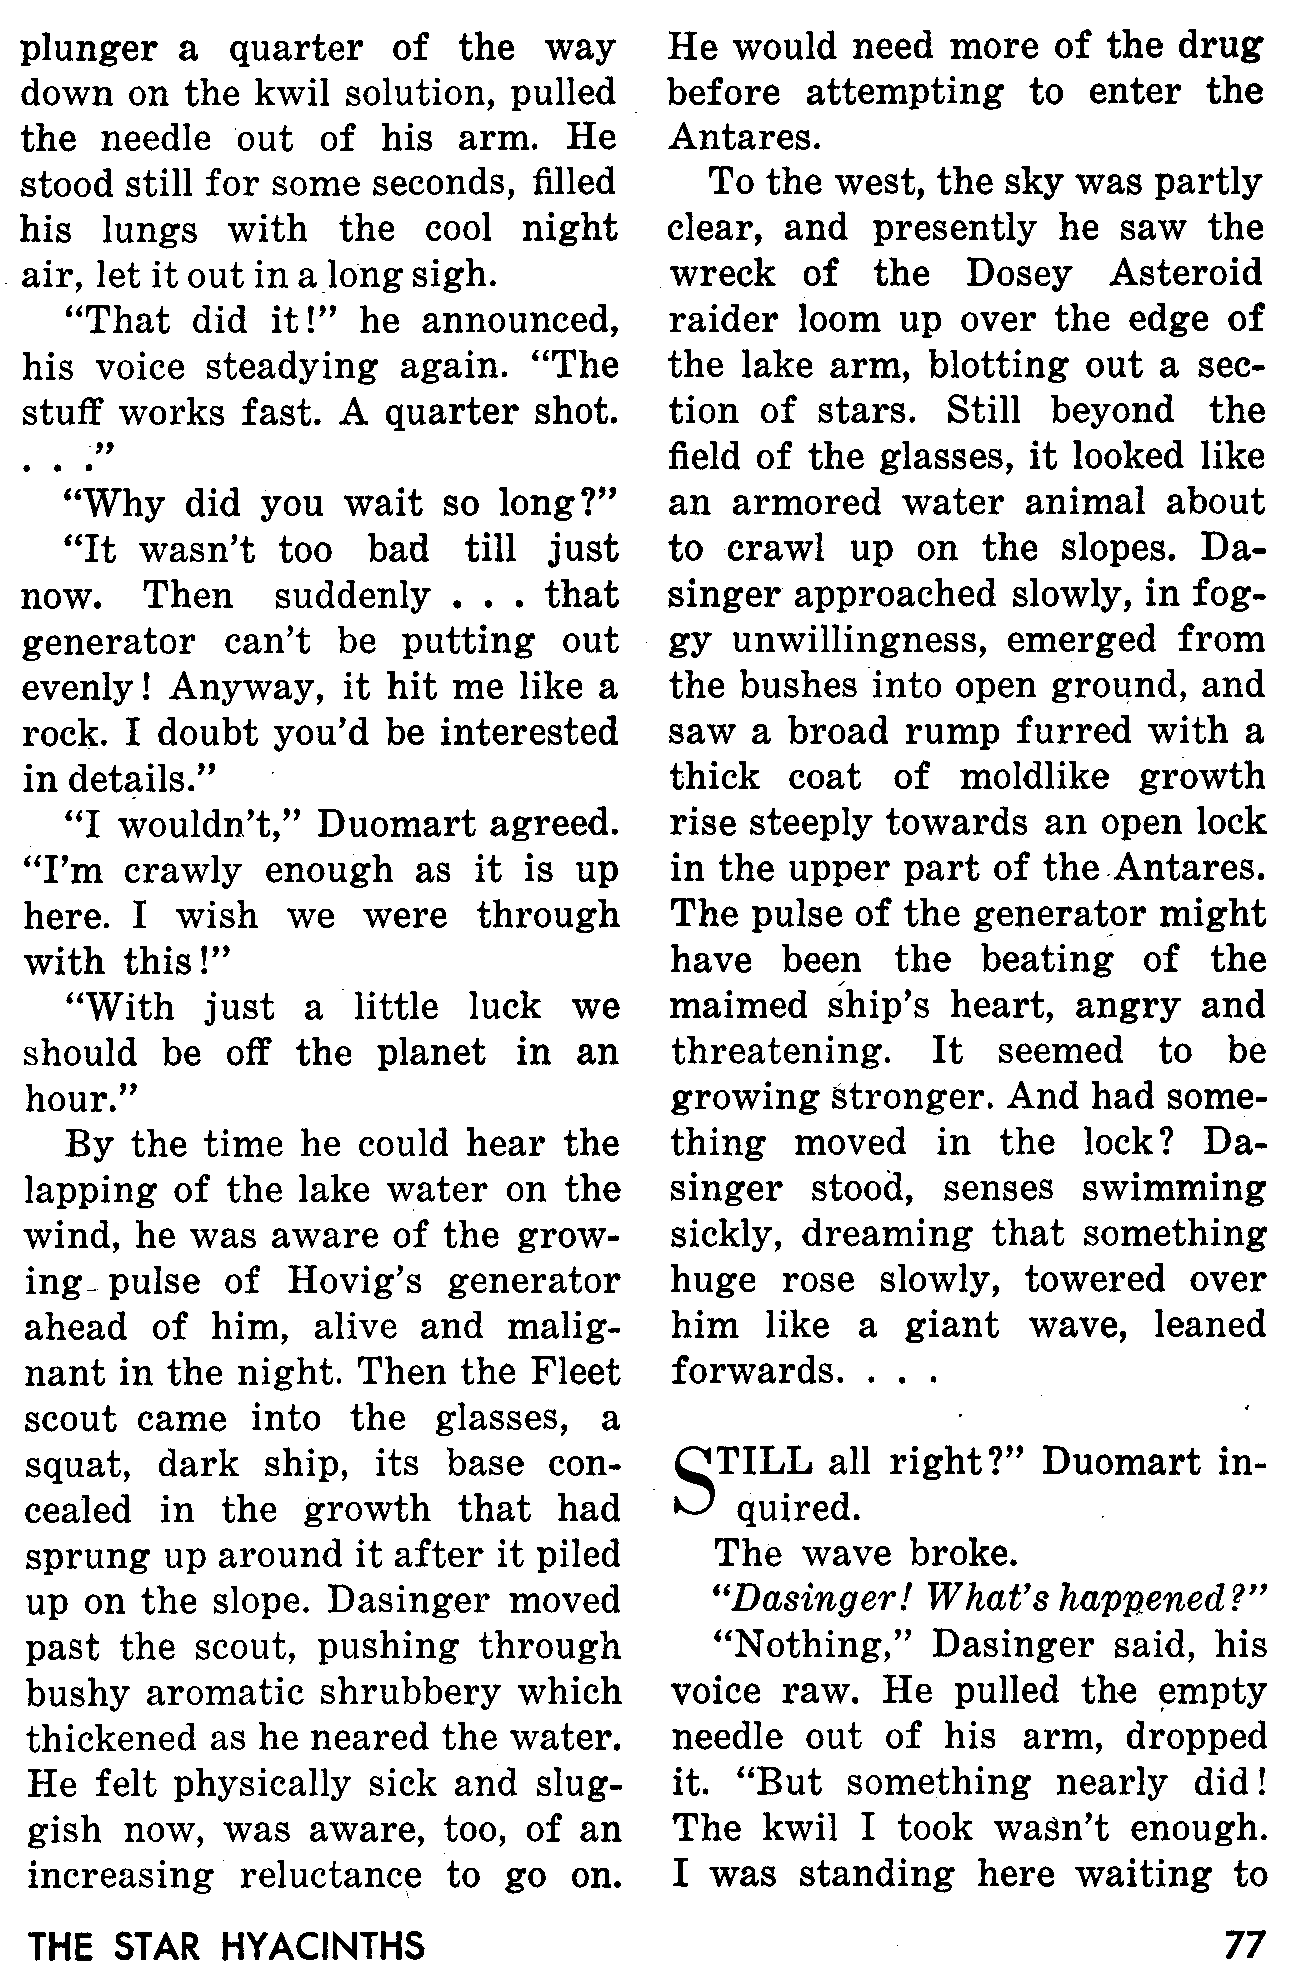 plunger a quarter of the way
down on the kwil solution, pulled
the needle out of his arm. He
stood still for some seconds, filled
his lungs with the cool night
air, let it out in a long sigh.
“That did it!” he announced,
his voice steadying again. “The
stuff works fast. A quarter shot.
. . .”
“Why did you wait so long?”
“It wasn’t too bad till just
now. Then suddenly . . . that
generator can’t be putting out
evenly! Anyway, it hit me like a
rock. I doubt you’d be interested
in details.”
“I wouldn’t,” Duomart agreed.
“I’m crawly enough as it is up
here. I wish we were through
with this!”
“With just a little luck we
should be off the planet in an
hour.”
By the time he could hear the
lapping of the lake water on the
wind, he was aware of the grow-
ing pulse of Hovig’s generator
ahead of him, alive and malig-
nant in the night. Then the Fleet
scout came into the glasses, a
squat, dark ship, its base con-
cealed in the growth that had
sprung up around it after it piled
up on the slope. Dasinger moved
past the scout, pushing through
bushy aromatic shrubbery which
thickened as he neared the water.
He felt physically sick and slug-
gish now, was aware, too, of an
increasing reluctance to go on.
He would need more of the drug
before attempting to enter the
Antares.
To the west, the sky was partly
clear, and presently he saw the
wreck of the Dosey Asteroid
raider loom up over the edge of
the lake arm, blotting out a sec-
tion of stars. Still beyond the
field of the glasses, it looked like
an armored water animal about
to crawl up on the slopes. Da-
singer approached slowly, in fog-
gy unwillingness, emerged from
the bushes into open ground, and
saw a broad rump furred with a
thick coat of moldlike growth
rise steeply towards an open lock
in the upper part of the Antares.
The pulse of the generator might
have been the beating of the
maimed ship’s heart, angry and
threatening. It seemed to be
growing stronger. And had some-
thing moved in the lock? Da-
singer stood, senses swimming
sickly, dreaming that something
huge rose slowly, towered over
him like a giant wave, leaned
forwards. . . .
STILL all right?” Duomart in-
quired.
The wave broke.
“Dasinger! What’s happened?”
“Nothing,” Dasinger said, his
voice raw. He pulled the empty
needle out of his arm, dropped
it. “But something nearly did!
The kwil I took wasn’t enough.
I was standing here waiting to
THE STAR HYACINTHS 77